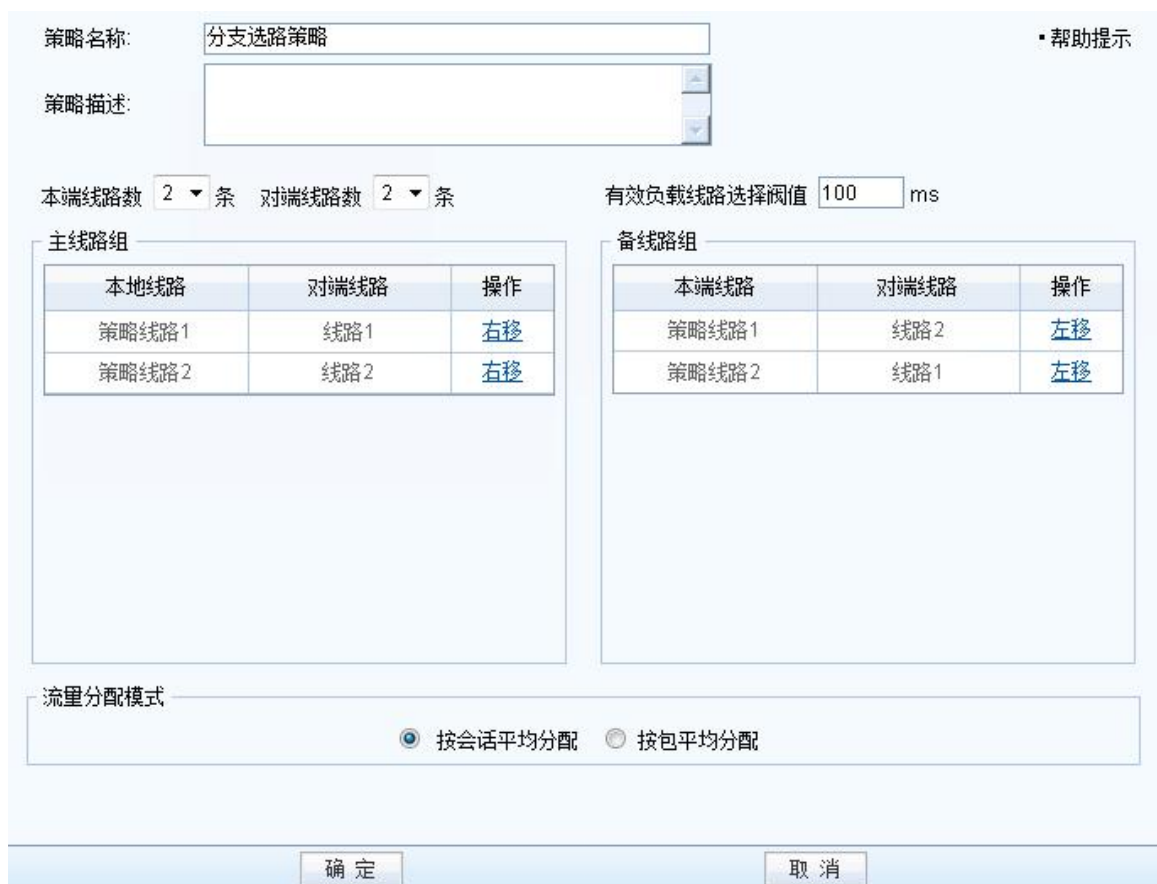 策略名称: 分支选路策略 ▪帮助提示
策略描述:
本端线路数 2 条 对端线路数 2 条 有效负载线路选择阀值 100 ms
主线路组 备线路组
本地线路 对端线路 操作 本端线路 对端线路 操作
策略线路1 线路1 右移 策略线路1 线路2 左移
策略线路2 线路2 右移 策略线路2 线路1 左移
流量分配模式
按会话平均分配 按包平均分配
确 定 取 消